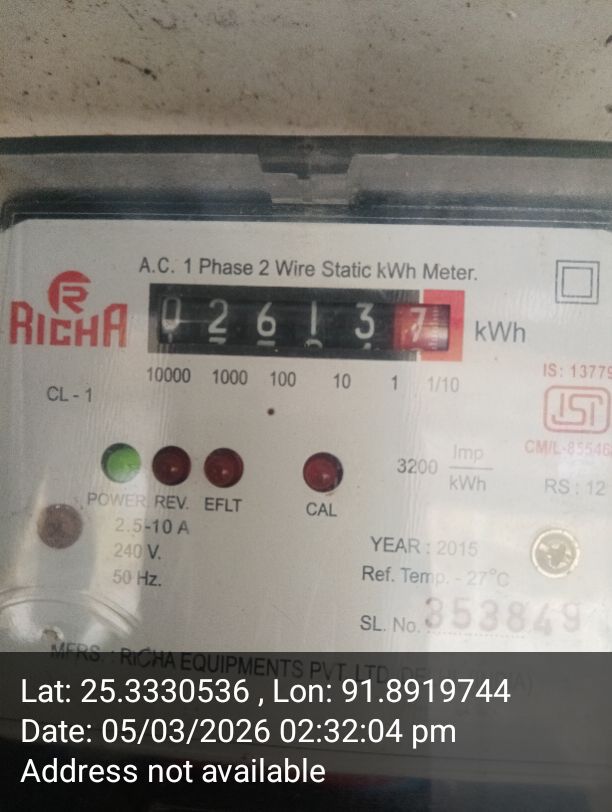 A.C. 1 Phase 2 Wire Static kWh Meter.
R
RICHA
0 2 6 1 3 7 kWh
10000 1000 100 10 1 1/10
CL - 1
IS: 13779
ISI
CM/L-85546
3200 Imp
kWh
RS : 12
POWER REV. EFLT CAL
2.5-10 A
240 V.
50 Hz.
YEAR : 2015
Ref. Temp. - 27°C
SL. No. 353849
MFRS. : RICHA EQUIPMENTS PVT. LTD.
Lat: 25.3330536 , Lon: 91.8919744
Date: 05/03/2026 02:32:04 pm
Address not available